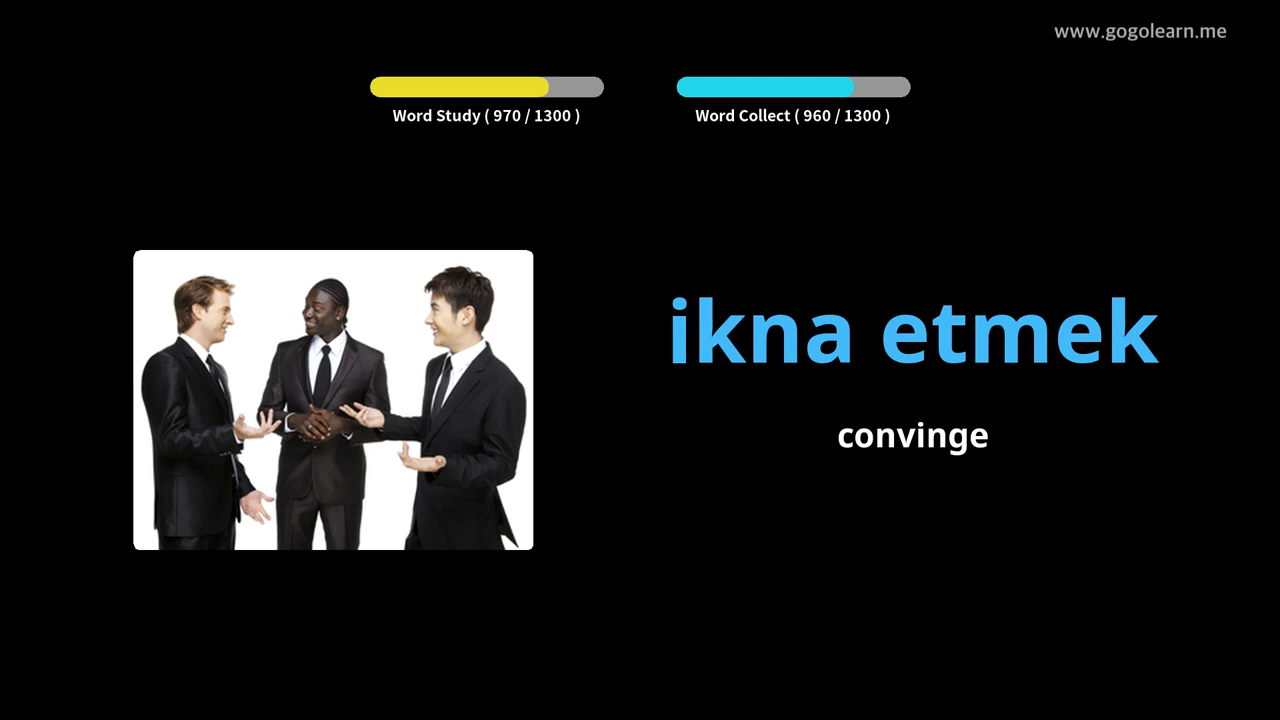 www.gogolearn.me
Word Study ( 970 / 1300 )
Word Collect ( 960 / 1300 )
ikna etmek
convinge